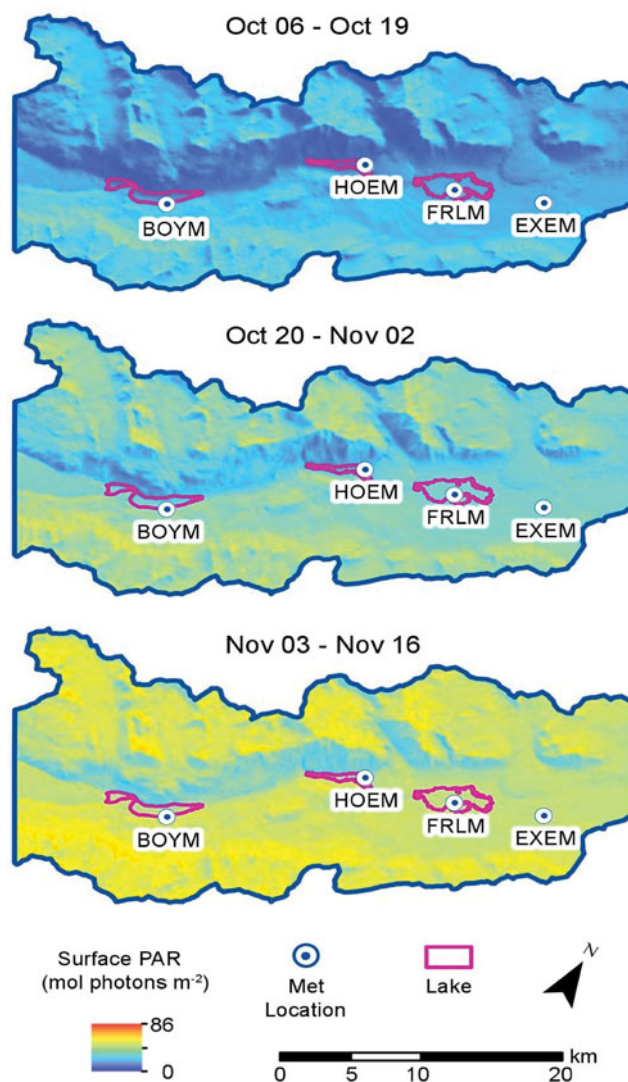 Oct 06 - Oct 19
HOEM
BOYM
FRLM
EXEM
Oct 20 - Nov 02
HOEM
BOYM
FRLM
EXEM
Nov 03 - Nov 16
HOEM
BOYM
FRLM
EXEM
Surface PAR
(mol photons m⁻²)
86
0
Met
Location
Lake
N
0 5 10 20 km